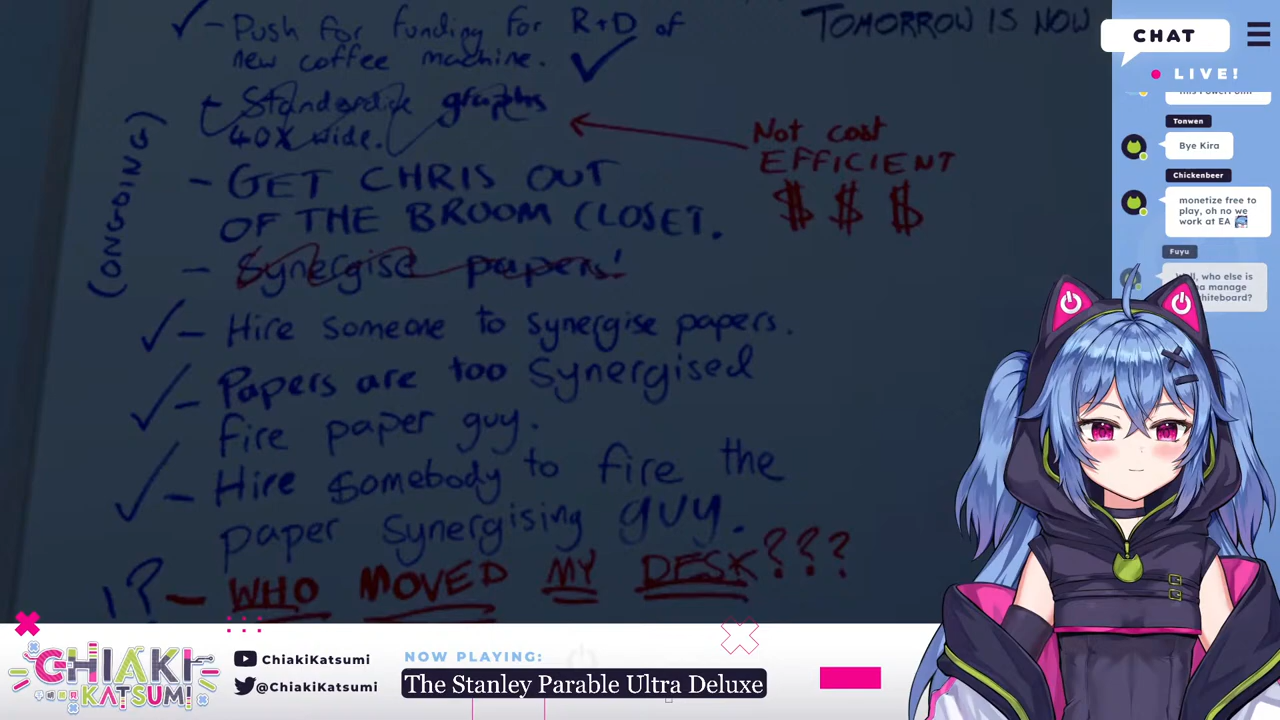 - Push for funding for R+D of
new coffee machine.
TOMORROW IS NOW
- Standardise graphs
40X wide.
Not cost
EFFICIENT
$ $ $
(ONGOING)
- GET CHRIS OUT
OF THE BROOM CLOSET.
- Synergise papers!
- Hire someone to synergise papers.
- Papers are too Synergised
fire paper guy.
- Hire somebody to fire the
paper synergising guy.
!? - WHO MOVED MY DESK???
CHAT
LIVE!
Tonwen
Bye Kira
Chickenbeer
monetize free to
play, oh no we
work at EA
Fuyu
who else is
manage
whiteboard?
CHIAKI
KATSUMI
ChiakiKatsumi
@ChiakiKatsumi
NOW PLAYING:
The Stanley Parable Ultra Deluxe